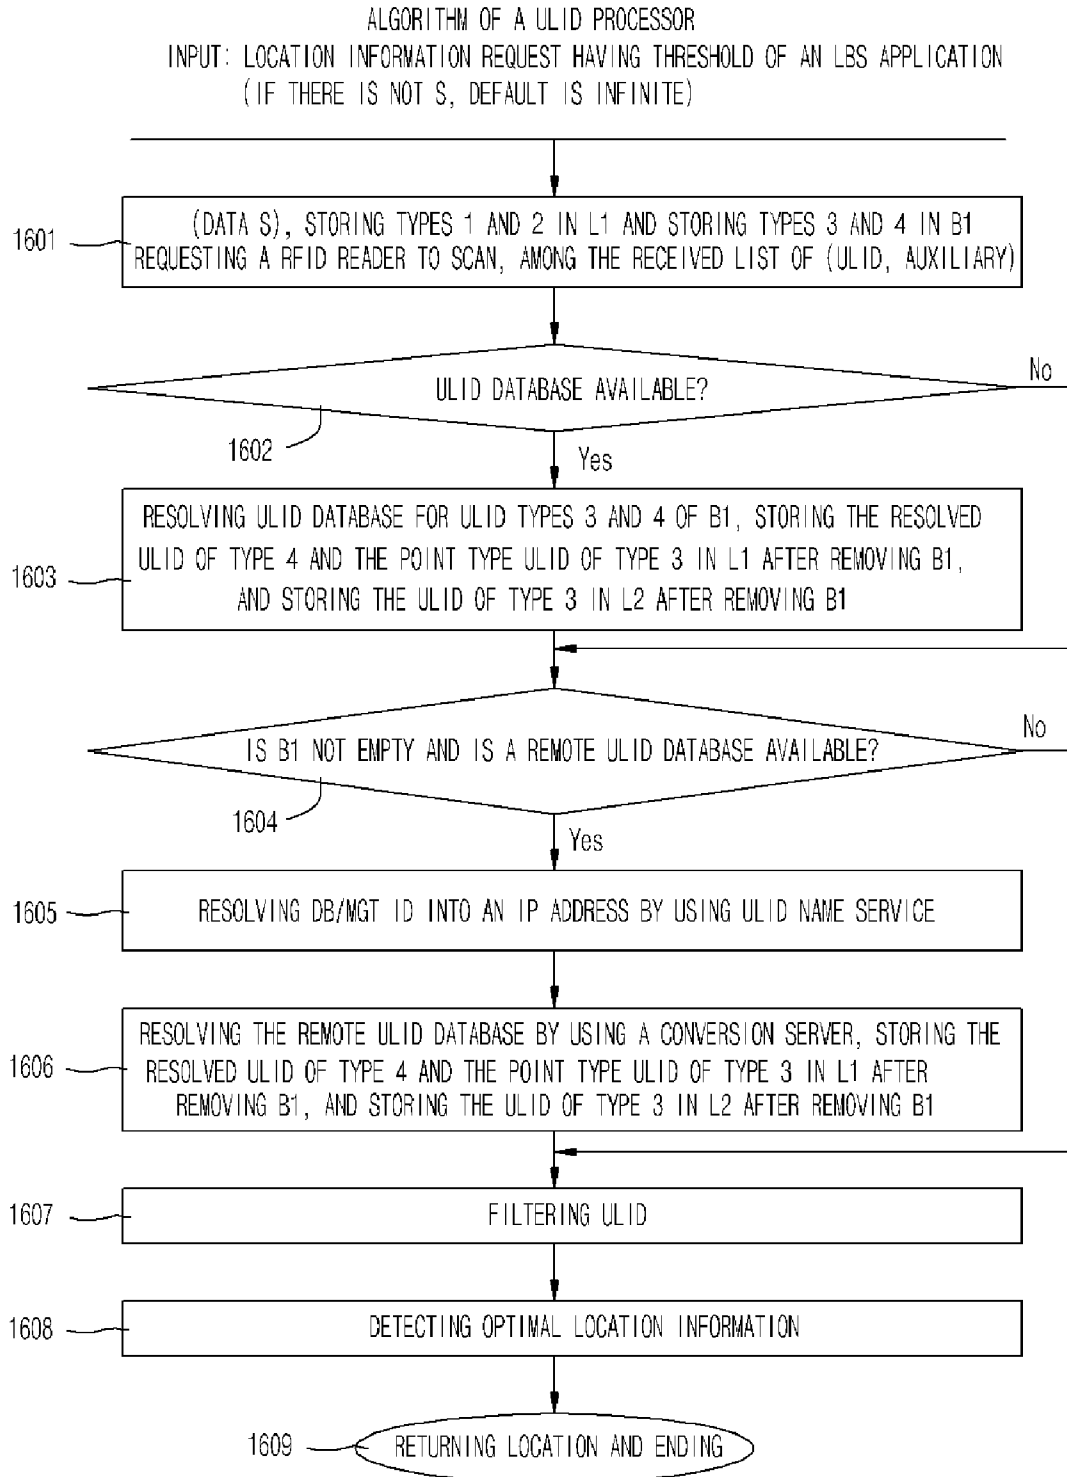 ALGORITHM OF A ULID PROCESSOR
INPUT: LOCATION INFORMATION REQUEST HAVING THRESHOLD OF AN LBS APPLICATION
(IF THERE IS NOT S, DEFAULT IS INFINITE)
1601
(DATA S), STORING TYPES 1 AND 2 IN L1 AND STORING TYPES 3 AND 4 IN B1
REQUESTING A RFID READER TO SCAN, AMONG THE RECEIVED LIST OF (ULID, AUXILIARY)
ULID DATABASE AVAILABLE?
No
1602
Yes
RESOLVING ULID DATABASE FOR ULID TYPES 3 AND 4 OF B1, STORING THE RESOLVED
ULID OF TYPE 4 AND THE POINT TYPE ULID OF TYPE 3 IN L1 AFTER REMOVING B1,
1603
AND STORING THE ULID OF TYPE 3 IN L2 AFTER REMOVING B1
IS B1 NOT EMPTY AND IS A REMOTE ULID DATABASE AVAILABLE?
No
1604
Yes
1605
RESOLVING DB/MGT ID INTO AN IP ADDRESS BY USING ULID NAME SERVICE
RESOLVING THE REMOTE ULID DATABASE BY USING A CONVERSION SERVER, STORING THE
1606
RESOLVED ULID OF TYPE 4 AND THE POINT TYPE ULID OF TYPE 3 IN L1 AFTER
REMOVING B1, AND STORING THE ULID OF TYPE 3 IN L2 AFTER REMOVING B1
1607
FILTERING ULID
1608
DETECTING OPTIMAL LOCATION INFORMATION
1609
RETURNING LOCATION AND ENDING